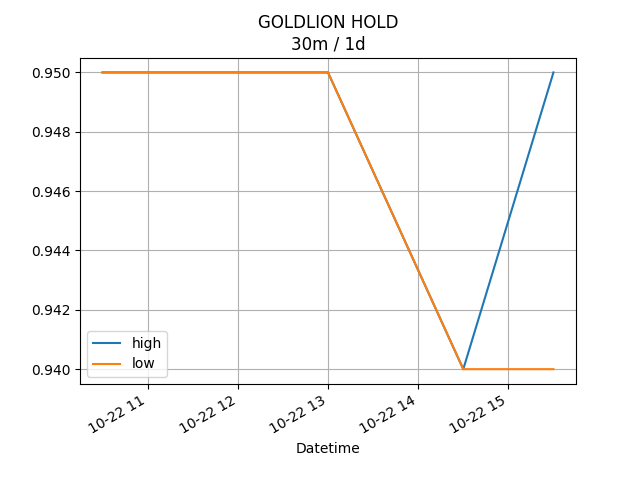 GOLDLION HOLD
30m / 1d
0.950
0.948
0.946
0.944
0.942
0.940
high
low
10-22 11
10-22 12
10-22 13
10-22 14
10-22 15
Datetime